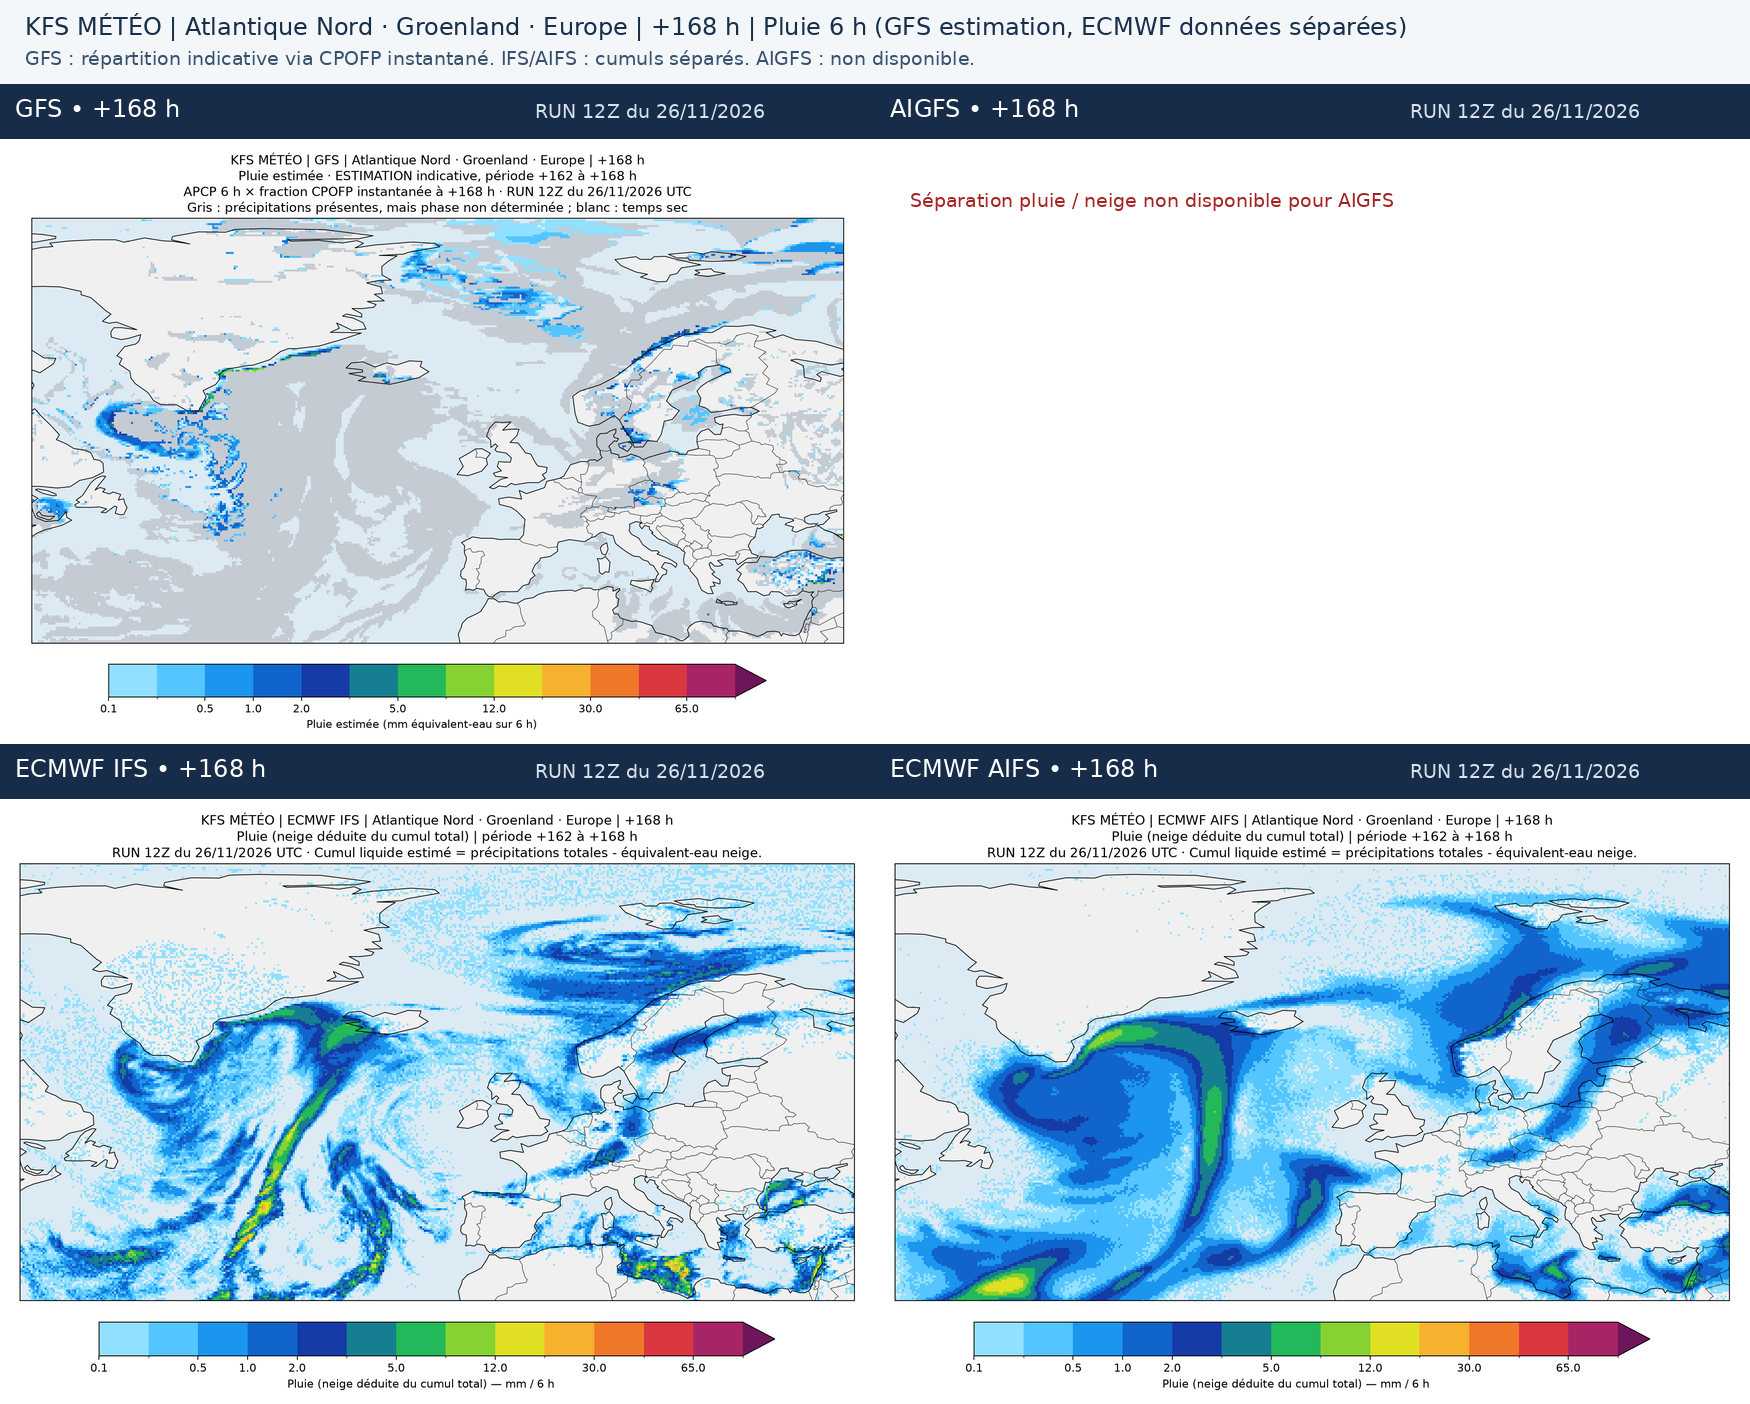 KFS MÉTÉO | Atlantique Nord · Groenland · Europe | +168 h | Pluie 6 h (GFS estimation, ECMWF données séparées)
GFS : répartition indicative via CPOFP instantané. IFS/AIFS : cumuls séparés. AIGFS : non disponible.
GFS • +168 h
RUN 12Z du 26/11/2026
KFS MÉTÉO | GFS | Atlantique Nord · Groenland · Europe | +168 h
Pluie estimée · ESTIMATION indicative, période +162 à +168 h
APCP 6 h × fraction CPOFP instantanée à +168 h · RUN 12Z du 26/11/2026 UTC
Gris : précipitations présentes, mais phase non déterminée ; blanc : temps sec
0.1 0.5 1.0 2.0 5.0 12.0 30.0 65.0
Pluie estimée (mm équivalent-eau sur 6 h)
AIGFS • +168 h
RUN 12Z du 26/11/2026
Séparation pluie / neige non disponible pour AIGFS
ECMWF IFS • +168 h
RUN 12Z du 26/11/2026
KFS MÉTÉO | ECMWF IFS | Atlantique Nord · Groenland · Europe | +168 h
Pluie (neige déduite du cumul total) | période +162 à +168 h
RUN 12Z du 26/11/2026 UTC · Cumul liquide estimé = précipitations totales - équivalent-eau neige.
0.1 0.5 1.0 2.0 5.0 12.0 30.0 65.0
Pluie (neige déduite du cumul total) — mm / 6 h
ECMWF AIFS • +168 h
RUN 12Z du 26/11/2026
KFS MÉTÉO | ECMWF AIFS | Atlantique Nord · Groenland · Europe | +168 h
Pluie (neige déduite du cumul total) | période +162 à +168 h
RUN 12Z du 26/11/2026 UTC · Cumul liquide estimé = précipitations totales - équivalent-eau neige.
0.1 0.5 1.0 2.0 5.0 12.0 30.0 65.0
Pluie (neige déduite du cumul total) — mm / 6 h